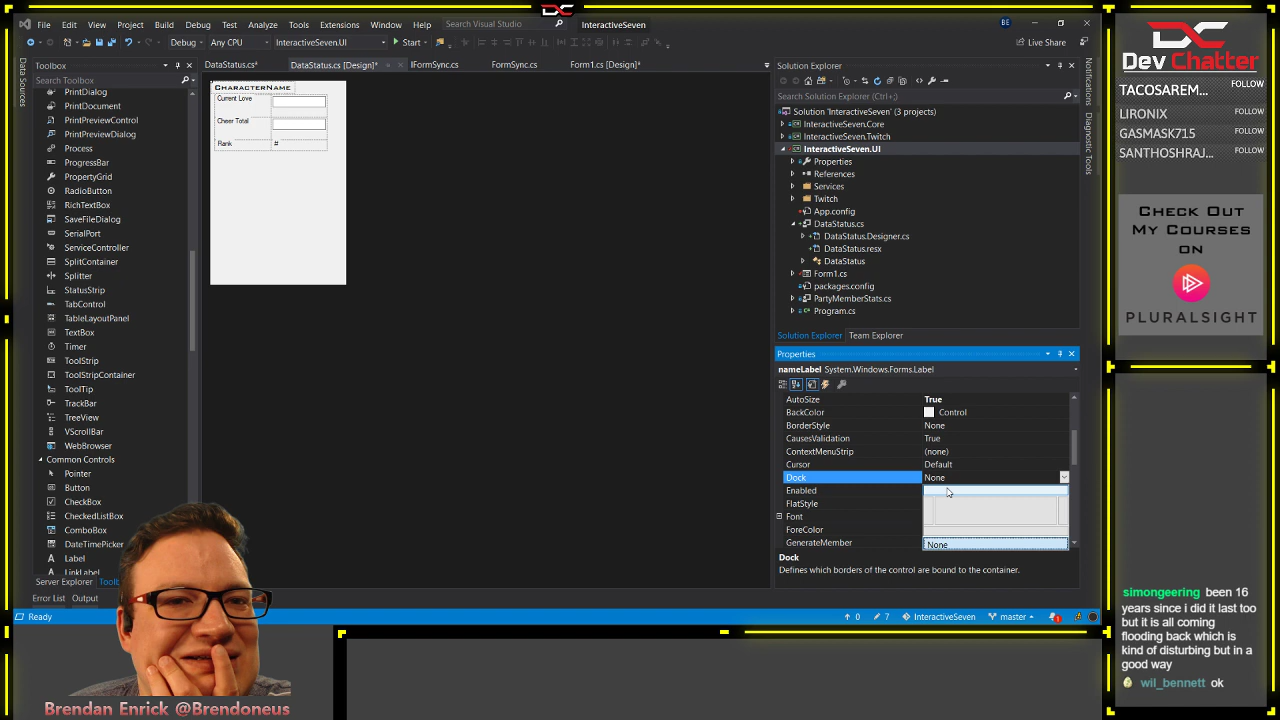 File Edit View Project Build Debug Test Analyze Tools Extensions Window Help Search Visual Studio InteractiveSeven BE
Debug Any CPU InteractiveSeven.UI Start Live Share
Data Sources
Toolbox
Search Toolbox
PrintDialog
PrintDocument
PrintPreviewControl
PrintPreviewDialog
Process
ProgressBar
PropertyGrid
RadioButton
RichTextBox
SaveFileDialog
SerialPort
ServiceController
SplitContainer
Splitter
StatusStrip
TabControl
TableLayoutPanel
TextBox
Timer
ToolStrip
ToolStripContainer
ToolTip
TrackBar
TreeView
VScrollBar
WebBrowser
Common Controls
Pointer
Button
CheckBox
CheckedListBox
ComboBox
DateTimePicker
Label
LinkLabel
Server Explorer Toolb
Error List Output
Ready
DataStatus.cs* DataStatus.cs [Design]* IFormSync.cs FormSync.cs Form1.cs [Design]*
CharacterName
Current Love
Cheer Total
Rank #
Solution Explorer
Search Solution Explorer (Ctrl+;)
Solution 'InteractiveSeven' (3 projects)
InteractiveSeven.Core
InteractiveSeven.Twitch
InteractiveSeven.UI
Properties
References
Services
Twitch
App.config
DataStatus.cs
DataStatus.Designer.cs
DataStatus.resx
DataStatus
Form1.cs
packages.config
PartyMemberStats.cs
Program.cs
Solution Explorer Team Explorer
Properties
nameLabel System.Windows.Forms.Label
AutoSize True
BackColor Control
BorderStyle None
CausesValidation True
ContextMenuStrip (none)
Cursor Default
Dock None
Enabled
FlatStyle
Font
ForeColor
GenerateMember
None
Dock
Defines which borders of the control are bound to the container.
0 7 InteractiveSeven master 1
Notifications
Diagnostic Tools
DC
DC
Dev Chatter
TACOSAREM... FOLLOW
LIRONIX FOLLOW
GASMASK715 FOLLOW
SANTHOSHRAJ... FOLLOW
Check Out
My Courses
on
PLURALSIGHT
simongeering been 16
years since i did it last too
but it is all coming
flooding back which is
kind of disturbing but in a
good way
wil_bennett ok
Brendan Enrick @Brendoneus